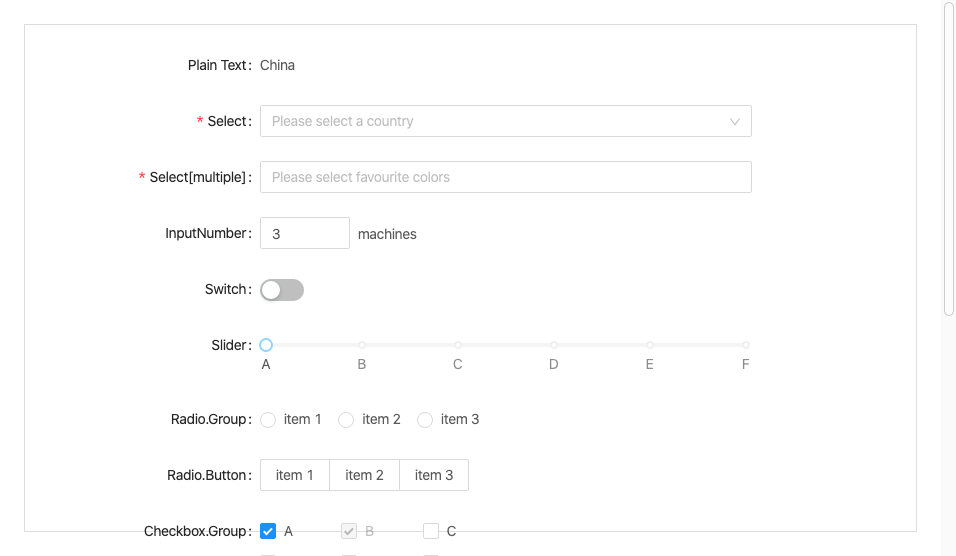 Plain Text: China
* Select: Please select a country
* Select[multiple]: Please select favourite colors
InputNumber: 3 machines
Switch:
Slider:
A B C D E F
Radio.Group: item 1 item 2 item 3
Radio.Button: item 1 item 2 item 3
Checkbox.Group: A B C